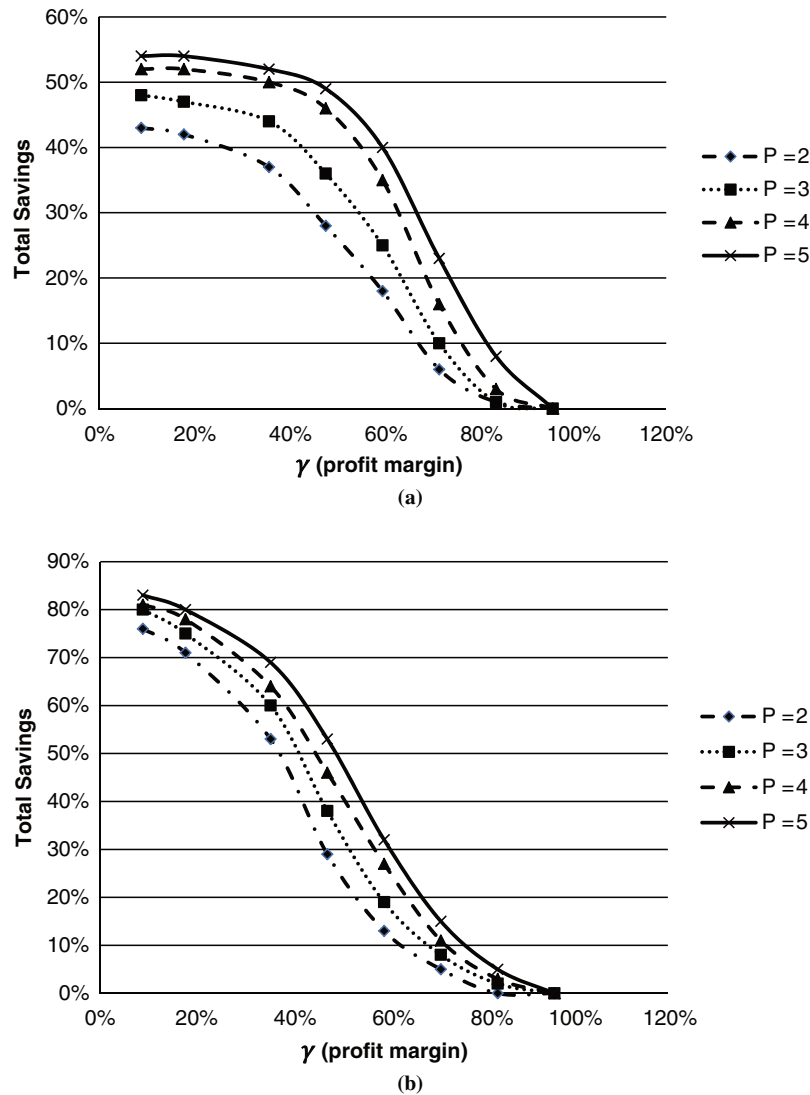 60%
50%
40%
30%
20%
10%
0%
Total Savings
0% 20% 40% 60% 80% 100% 120%
γ (profit margin)
P = 2
P = 3
P = 4
P = 5
(a)
90%
80%
70%
60%
50%
40%
30%
20%
10%
0%
Total Savings
0% 20% 40% 60% 80% 100% 120%
γ (profit margin)
P = 2
P = 3
P = 4
P = 5
(b)